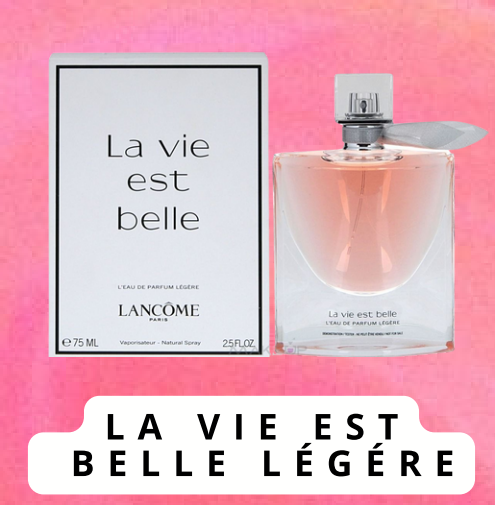 La vie
est
belle
L'EAU DE PARFUM LÉGÈRE
LANCÔME
PARIS
℮ 75 ML Vaporisateur - Natural Spray 2.5 FL.OZ
La vie est belle
L'EAU DE PARFUM LÉGÈRE
LA VIE EST
BELLE LÉGÉRE